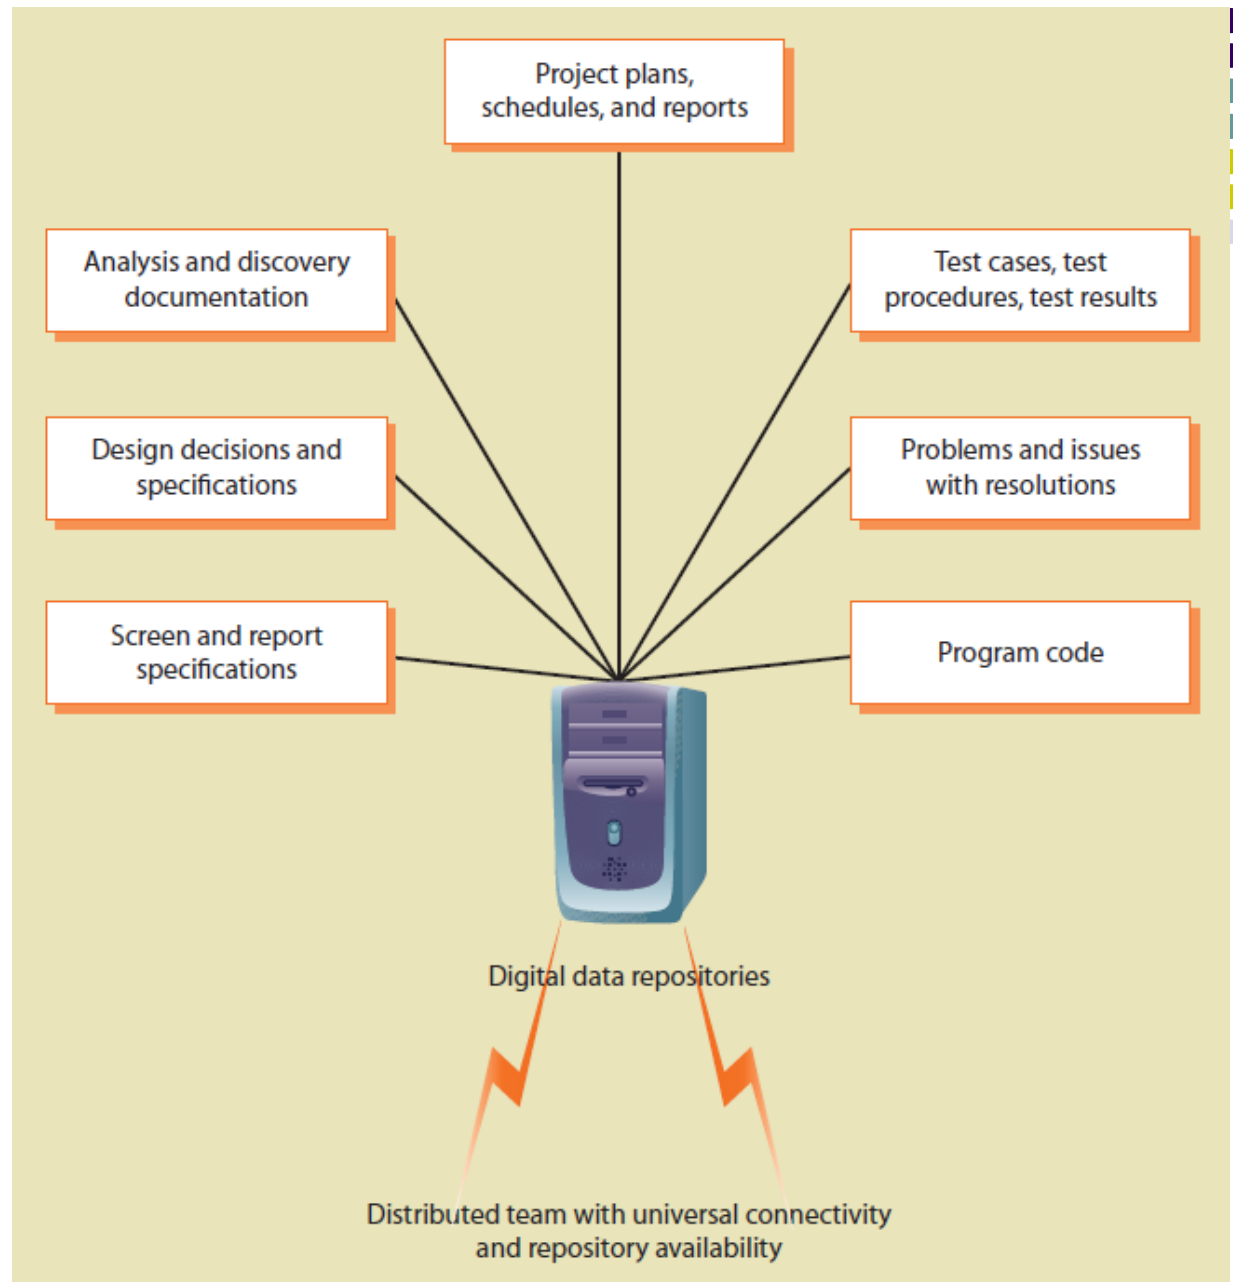 Project plans,
schedules, and reports
Analysis and discovery
documentation
Test cases, test
procedures, test results
Design decisions and
specifications
Problems and issues
with resolutions
Screen and report
specifications
Program code
Digital data repositories
Distributed team with universal connectivity
and repository availability